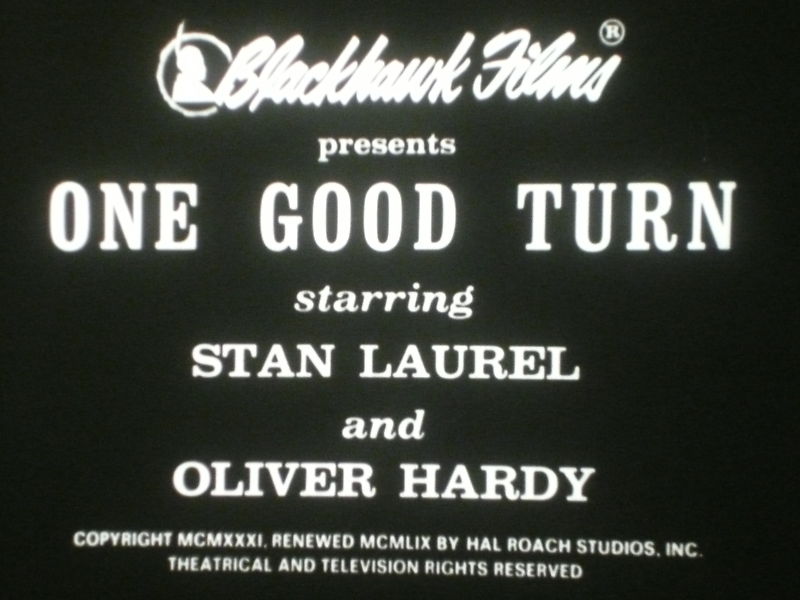 Blackhawk Films ®
presents
ONE GOOD TURN
starring
STAN LAUREL
and
OLIVER HARDY
COPYRIGHT MCMXXXI, RENEWED MCMLIX BY HAL ROACH STUDIOS, INC.
THEATRICAL AND TELEVISION RIGHTS RESERVED